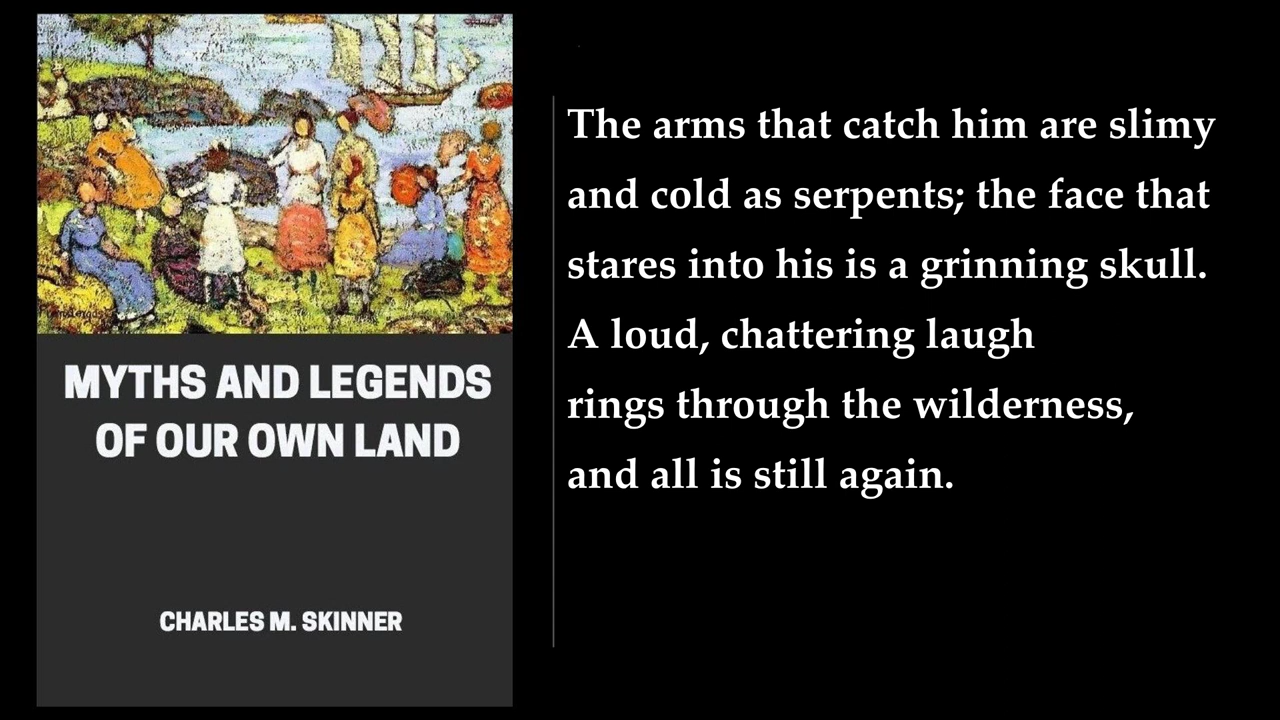 MYTHS AND LEGENDS
OF OUR OWN LAND
CHARLES M. SKINNER
The arms that catch him are slimy
and cold as serpents; the face that
stares into his is a grinning skull.
A loud, chattering laugh
rings through the wilderness,
and all is still again.